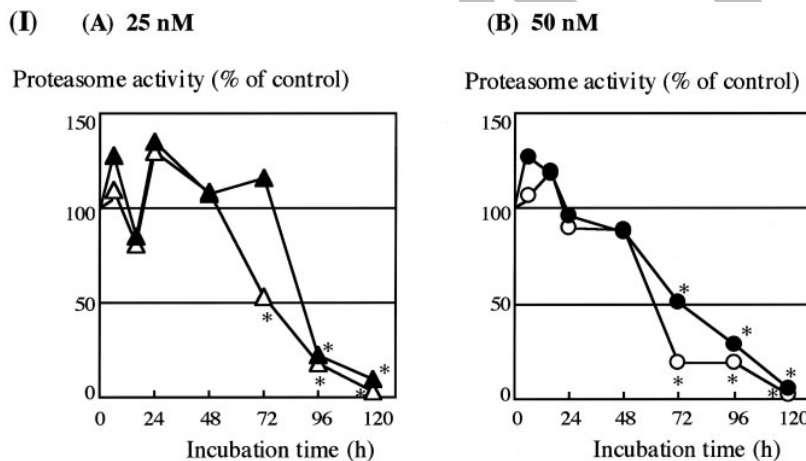 (I) (A) 25 nM (B) 50 nM
Proteasome activity (% of control) Proteasome activity (% of control)
150 150
100 100
* *
50 50
* * *
* * * *
* *
0 0
0 24 48 72 96 120 0 24 48 72 96 120
Incubation time (h) Incubation time (h)